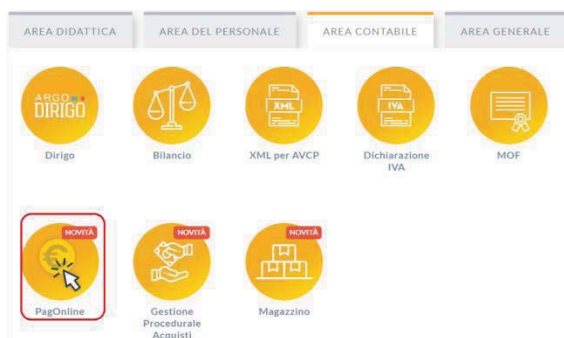 AREA DIDATTICA
AREA DEL PERSONALE
AREA CONTABILE
AREA GENERALE
ARGO
DIRIGO
XML
IVA
Dirigo
Bilancio
XML per AVCP
Dichiarazione
IVA
MOF
NOVITÀ
NOVITÀ
NOVITÀ
PagOnline
Gestione
Procedurale
Acquisti
Magazzino